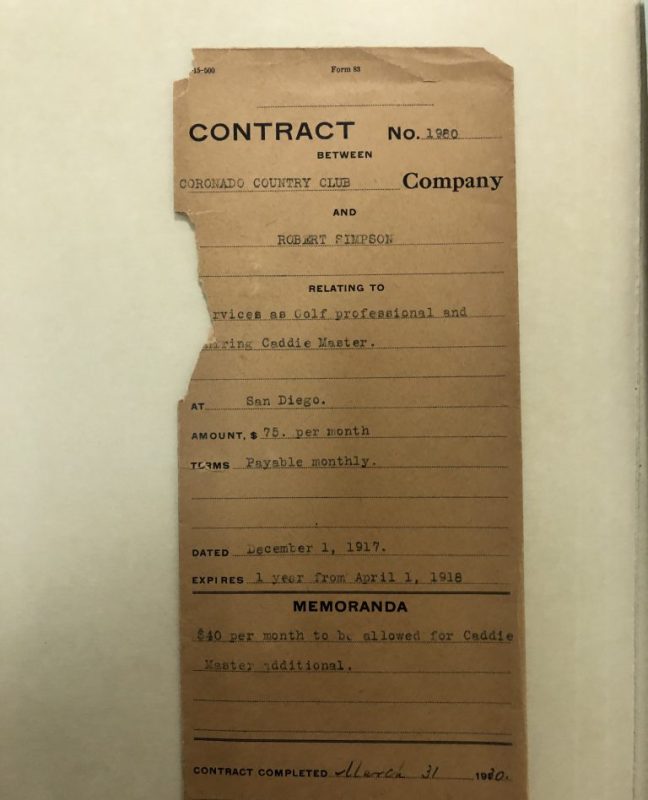 15-500 Form 83
CONTRACT No. 1980
BETWEEN
CORONADO COUNTRY CLUB Company
AND
ROBERT SIMPSON
RELATING TO
rvices as Golf professional and
ring Caddie Master.
AT San Diego.
AMOUNT, $ 75. per month
TERMS Payable monthly.
DATED December 1, 1917.
EXPIRES 1 year from April 1, 1918
MEMORANDA
$40 per month to be allowed for Caddie
Master additional.
CONTRACT COMPLETED March 31 1920.